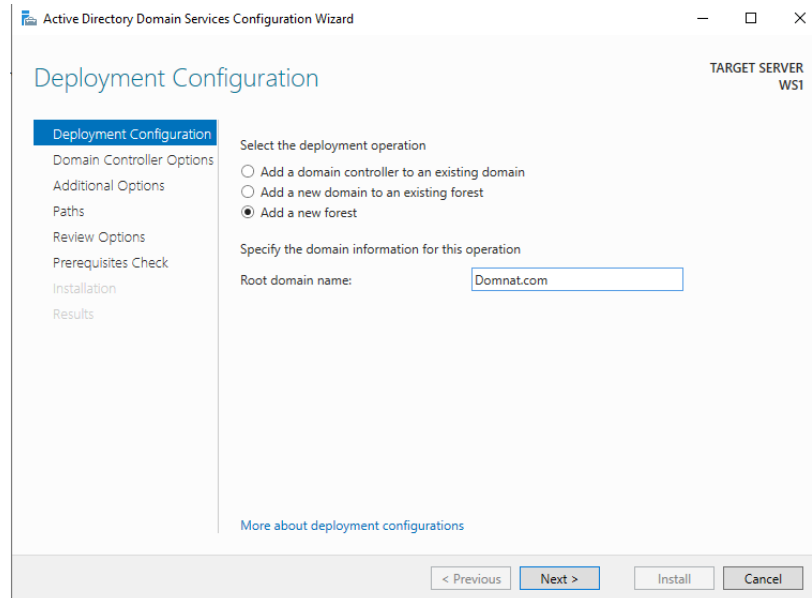 Active Directory Domain Services Configuration Wizard
Deployment Configuration
TARGET SERVER
WS1
Deployment Configuration
Domain Controller Options
Additional Options
Paths
Review Options
Prerequisites Check
Installation
Results
Select the deployment operation
Add a domain controller to an existing domain
Add a new domain to an existing forest
Add a new forest
Specify the domain information for this operation
Root domain name:
Domnat.com
More about deployment configurations
< Previous
Next >
Install
Cancel